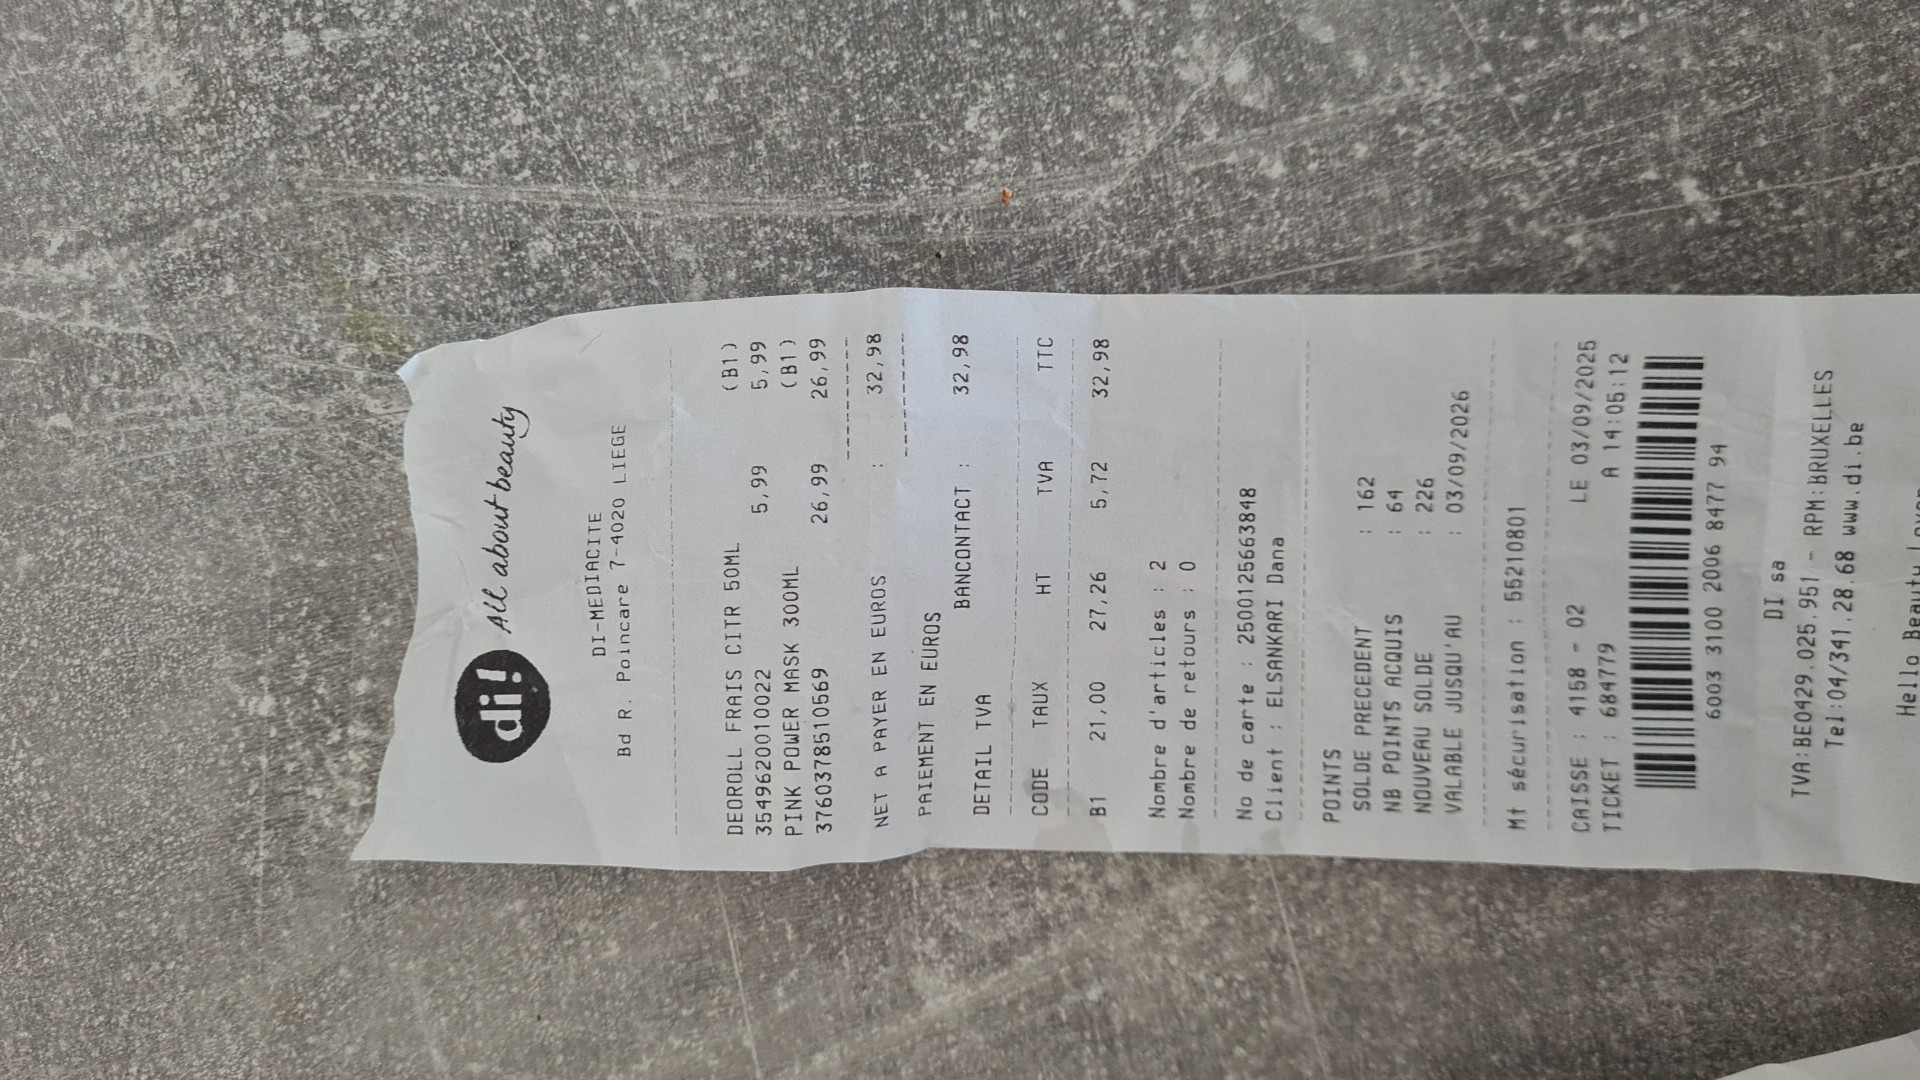 di! All about beauty
DI-MEDIACITE
Bd R. Poincare 7-4020 LIEGE
DEOROLL FRAIS CITR 50ML (B1)
3549620010022 5,99 5,99
PINK POWER MASK 300ML (B1)
3760378510569 26,99 26,99
NET A PAYER EN EUROS : 32,98
PAIEMENT EN EUROS
BANCONTACT : 32,98
DETAIL TVA
CODE TAUX HT TVA TTC
B1 21,00 27,26 5,72 32,98
Nombre d'articles : 2
Nombre de retours : 0
No de carte : 2500125663848
Client : ELSANKARI Dana
POINTS
SOLDE PRECEDENT : 162
NB POINTS ACQUIS : 64
NOUVEAU SOLDE : 226
VALABLE JUSQU'AU : 03/09/2026
Mt sécurisation : 55210801
CAISSE : 4158 - 02 LE 03/09/2025
TICKET : 684779 A 14:05:12
6003 3100 2006 8477 94
DI sa
TVA:BE0429.025.951 - RPM:BRUXELLES
Tel:04/341.28.68 www.di.be
Hello Beauty